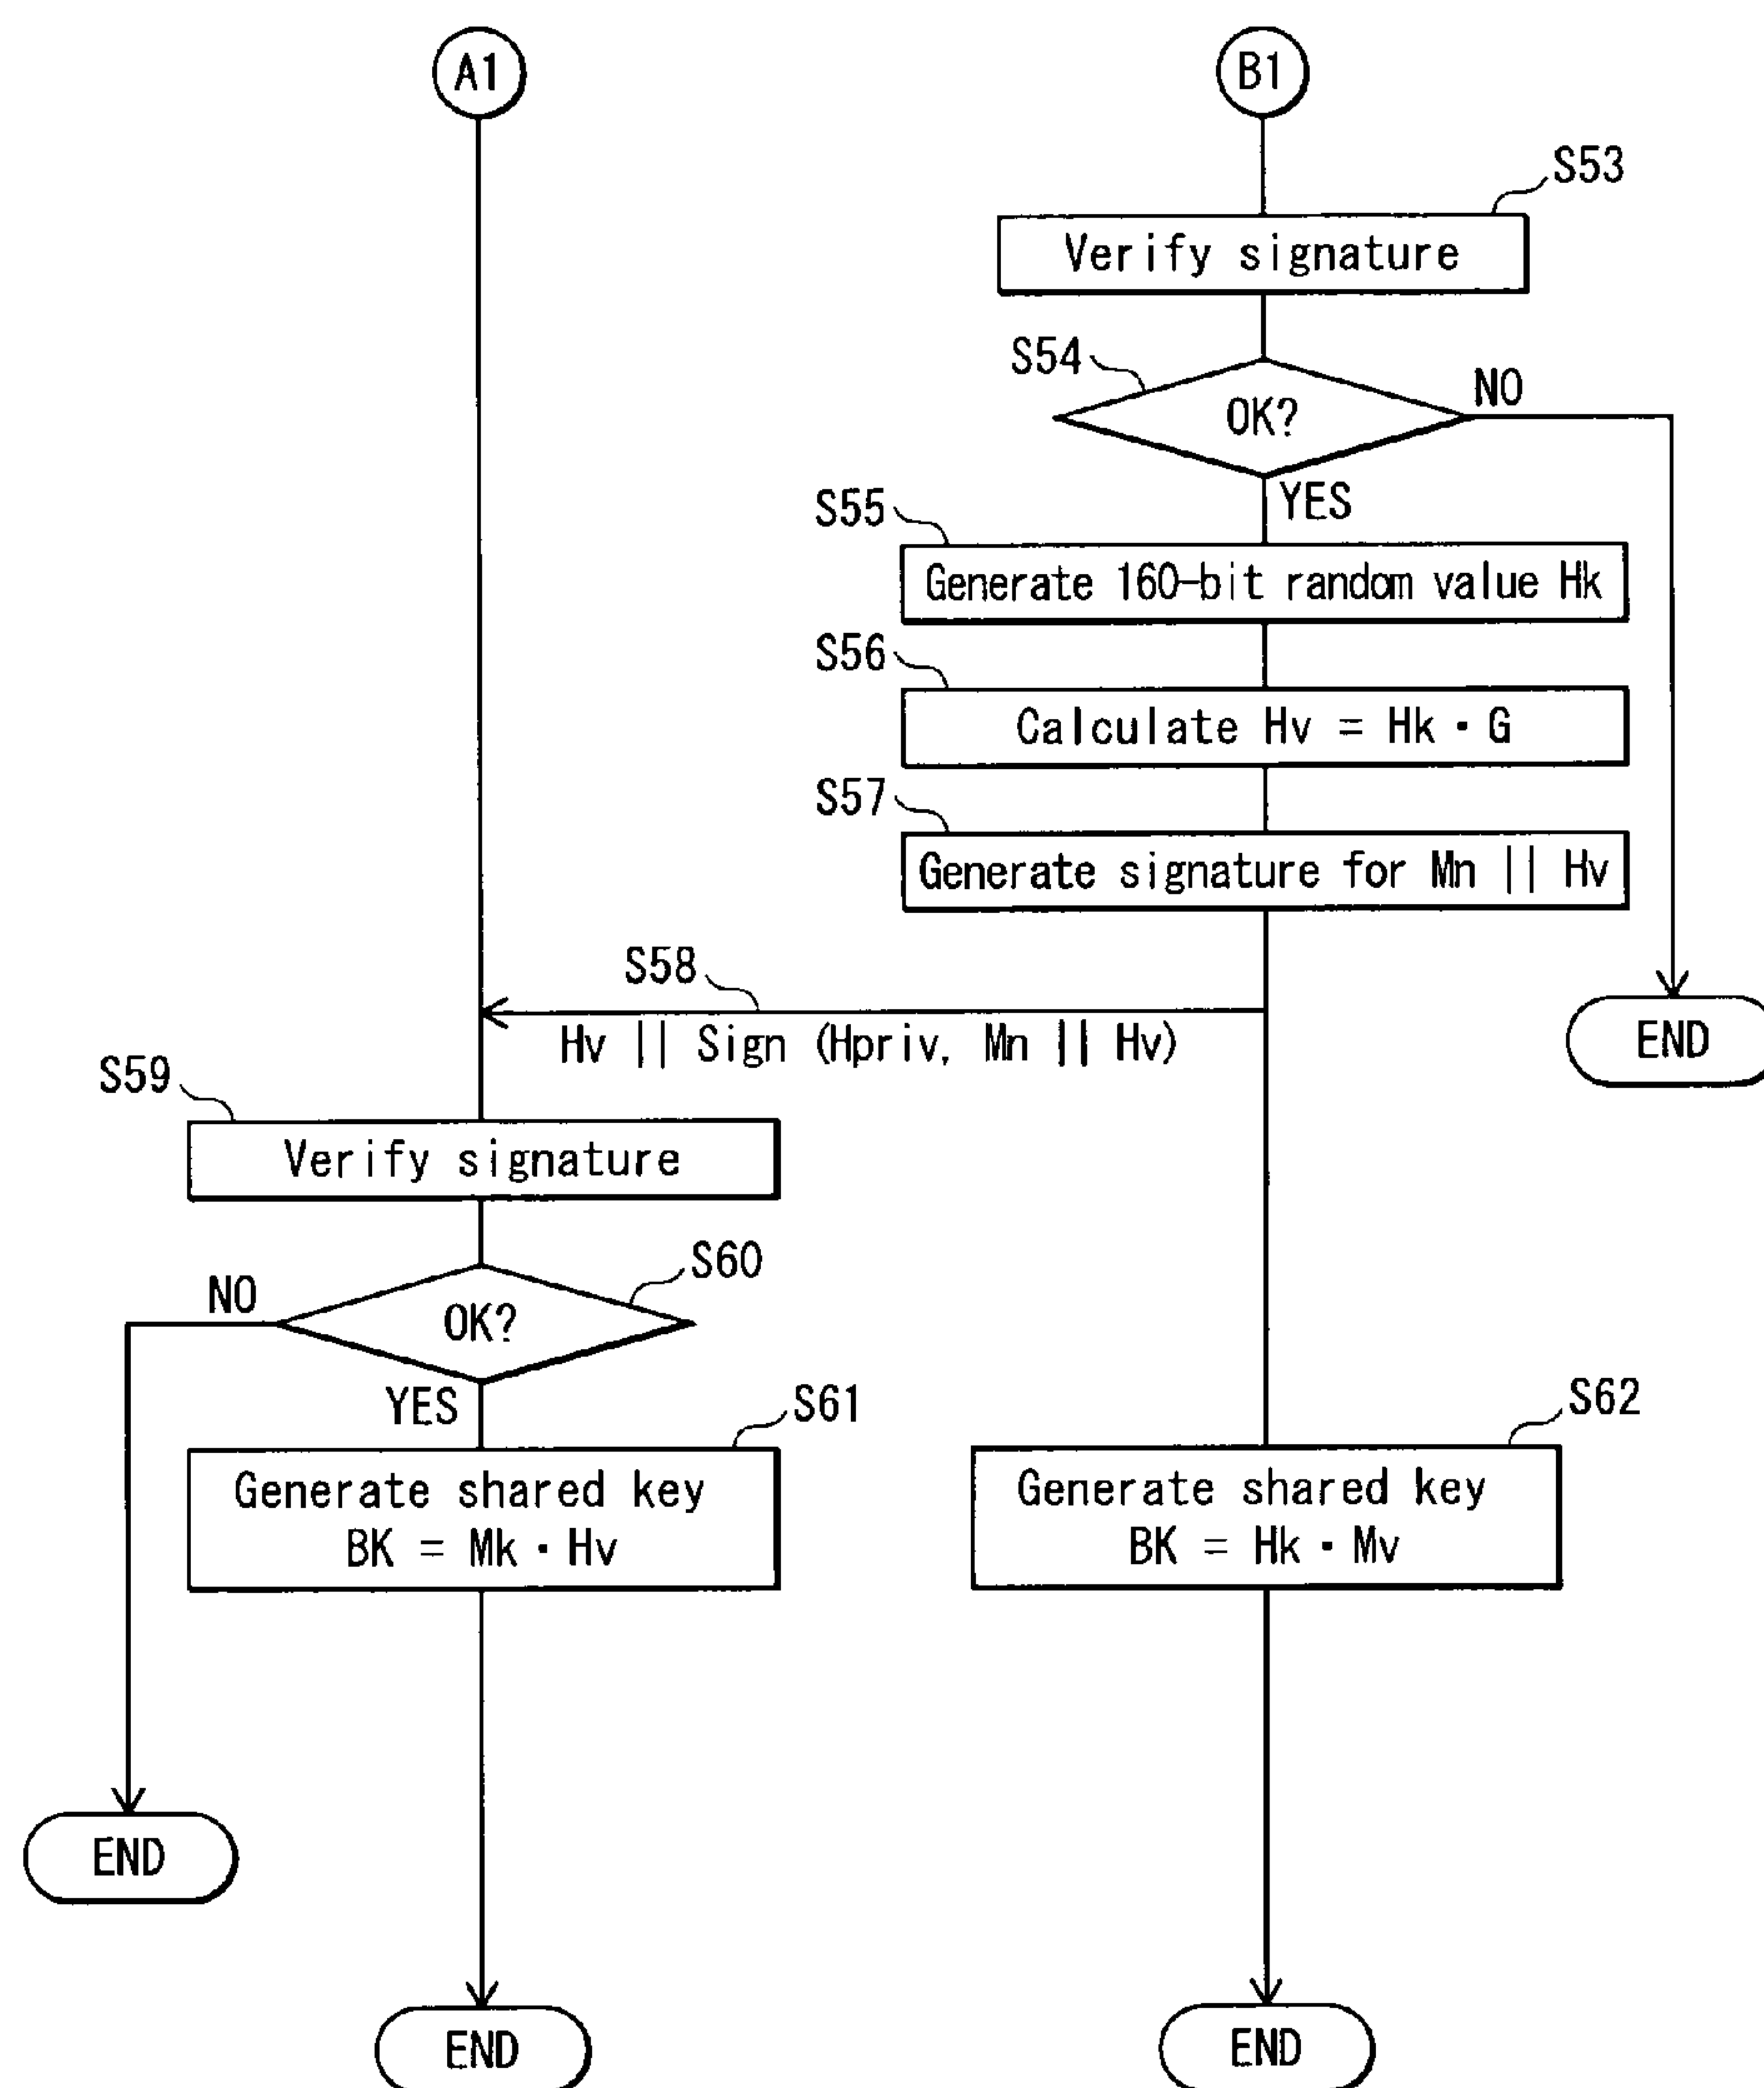 A1
B1
S53
Verify signature
S54
OK?
NO
YES
S55
Generate 160-bit random value Hk
S56
Calculate Hv = Hk · G
S57
Generate signature for Mn || Hv
S58
Hv || Sign (Hpriv, Mn || Hv)
END
S59
Verify signature
S60
NO
OK?
YES
S61
Generate shared key
BK = Mk · Hv
S62
Generate shared key
BK = Hk · Mv
END
END
END